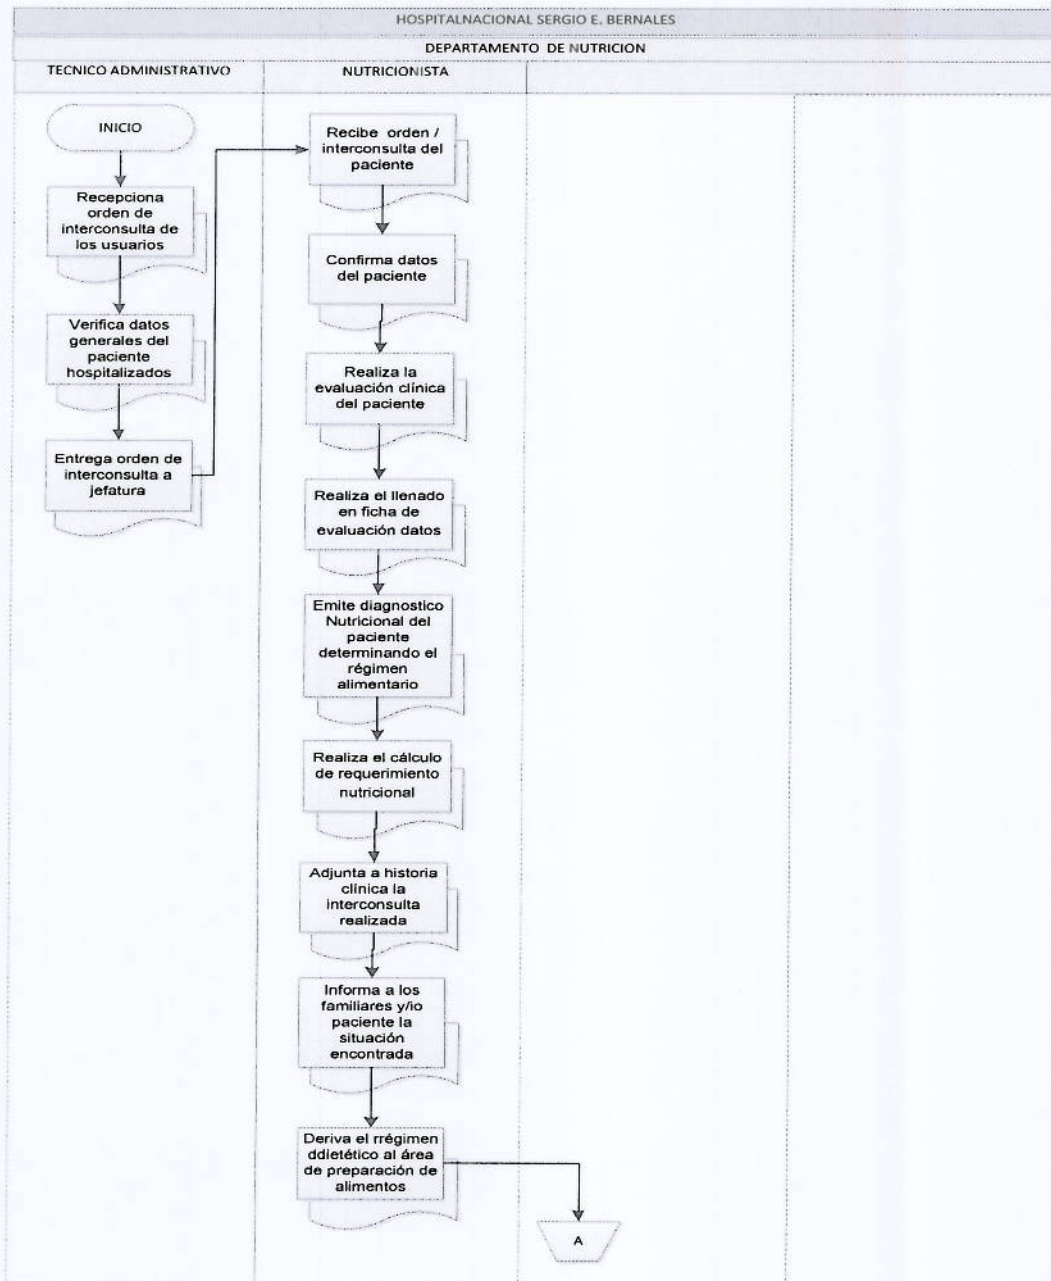 HOSPITALNACIONAL SERGIO E. BERNALES
DEPARTAMENTO DE NUTRICION
TECNICO ADMINISTRATIVO
NUTRICIONISTA
INICIO
Recepciona
orden de
interconsulta de
los usuarios
Verifica datos
generales del
paciente
hospitalizados
Entrega orden de
interconsulta a
jefatura
Recibe orden /
interconsulta del
paciente
Confirma datos
del paciente
Realiza la
evaluación clínica
del paciente
Realiza el llenado
en ficha de
evaluación datos
Emite diagnostico
Nutricional del
paciente
determinando el
régimen
alimentario
Realiza el cálculo
de requerimiento
nutricional
Adjunta a historia
clínica la
interconsulta
realizada
Informa a los
familiares y/io
paciente la
situación
encontrada
Deriva el rrégimen
ddietético al área
de preparación de
alimentos
A